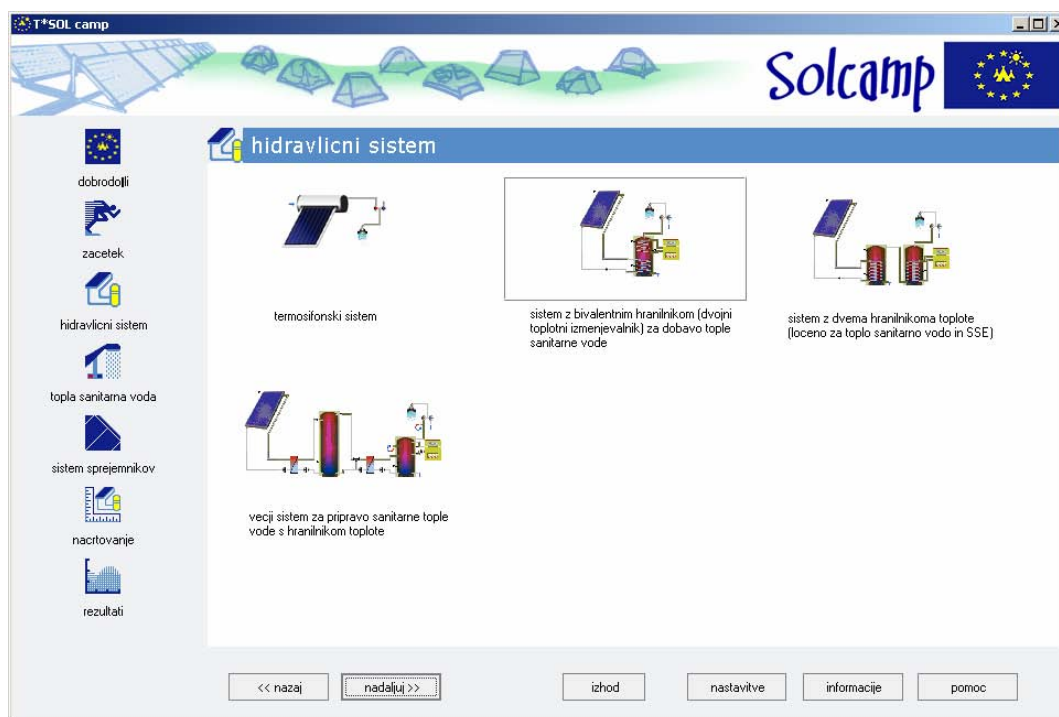 T*SOL camp
Solcamp
hidravlicni sistem
dobrodolli
zacetek
hidravlicni sistem
topla sanitarna voda
sistem sprejemnikov
nacrtovanje
rezultati
termosifonski sistem
sistem z bivalentnim hranilnikom (dvojni
toplotni izmenjevalnik) za dobavo tople
sanitarne vode
sistem z dvema hranilnikoma toplote
(loceno za toplo sanitarno vodo in SSE)
vecji sistem za pripravo sanitarne tople
vode s hranilnikom toplote
<< nazaj
nadaljuj >>
izhod
nastavitve
informacije
pomoc